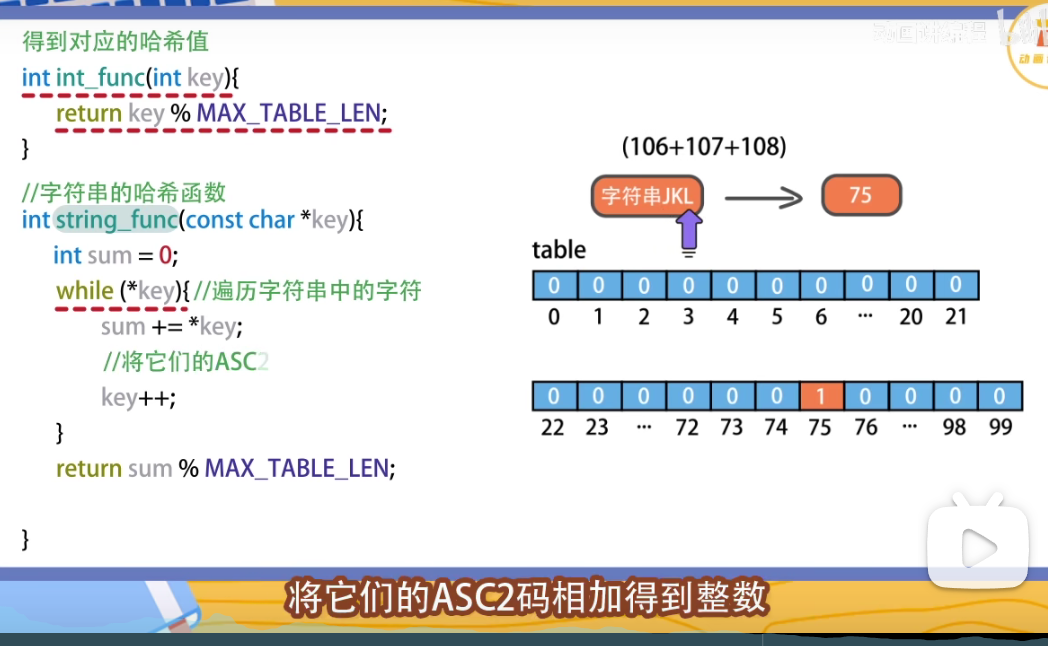 得到对应的哈希值
int int_func(int key){
return key % MAX_TABLE_LEN;
}
//字符串的哈希函数
int string_func(const char *key){
int sum = 0;
while (*key){//遍历字符串中的字符
sum += *key;
//将它们的ASC2
key++;
}
return sum % MAX_TABLE_LEN;
}
(106+107+108)
字符串JKL
75
table
0 0 0 0 0 0 0 0 0 0
0 1 2 3 4 5 6 ... 20 21
0 0 0 0 0 0 1 0 0 0 0
22 23 ... 72 73 74 75 76 ... 98 99
将它们的ASC2码相加得到整数